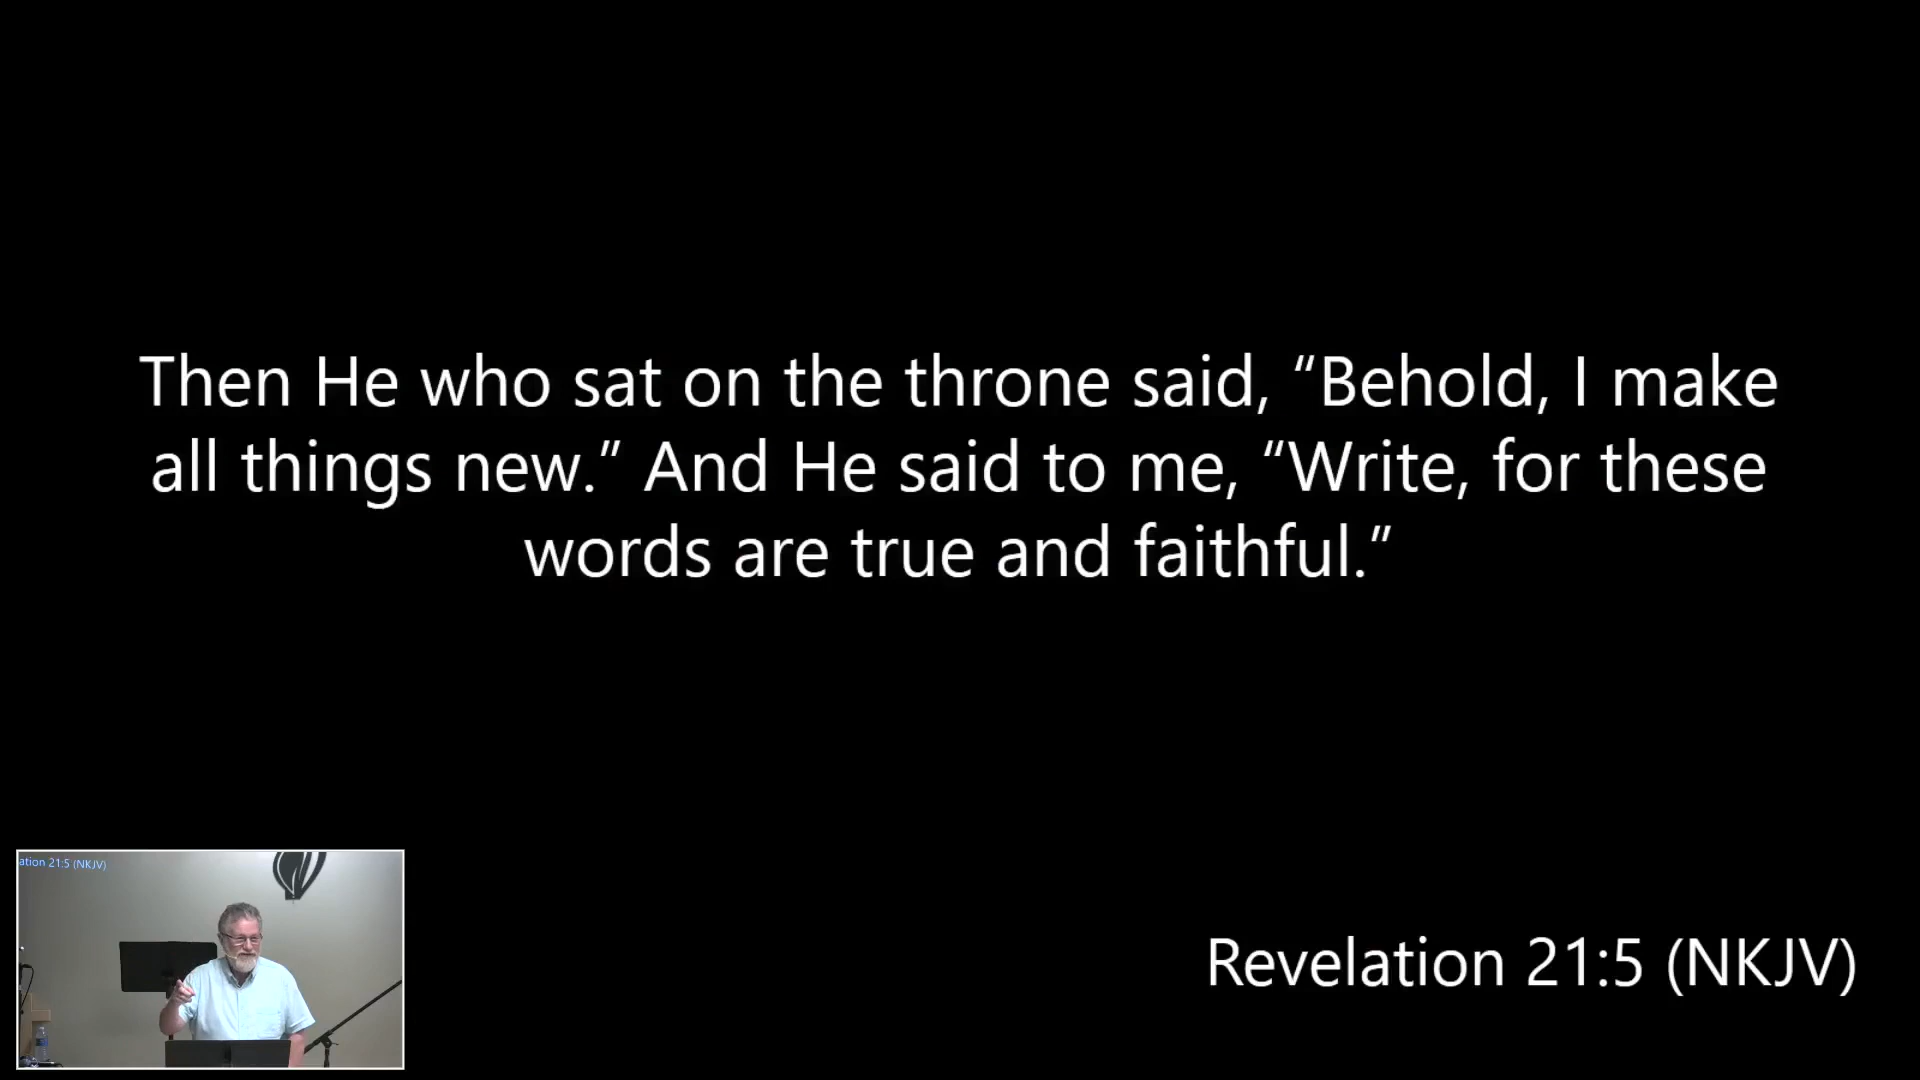 Then He who sat on the throne said, “Behold, I make
all things new.” And He said to me, “Write, for these
words are true and faithful.”
ation 21:5 (NKJV)
Revelation 21:5 (NKJV)